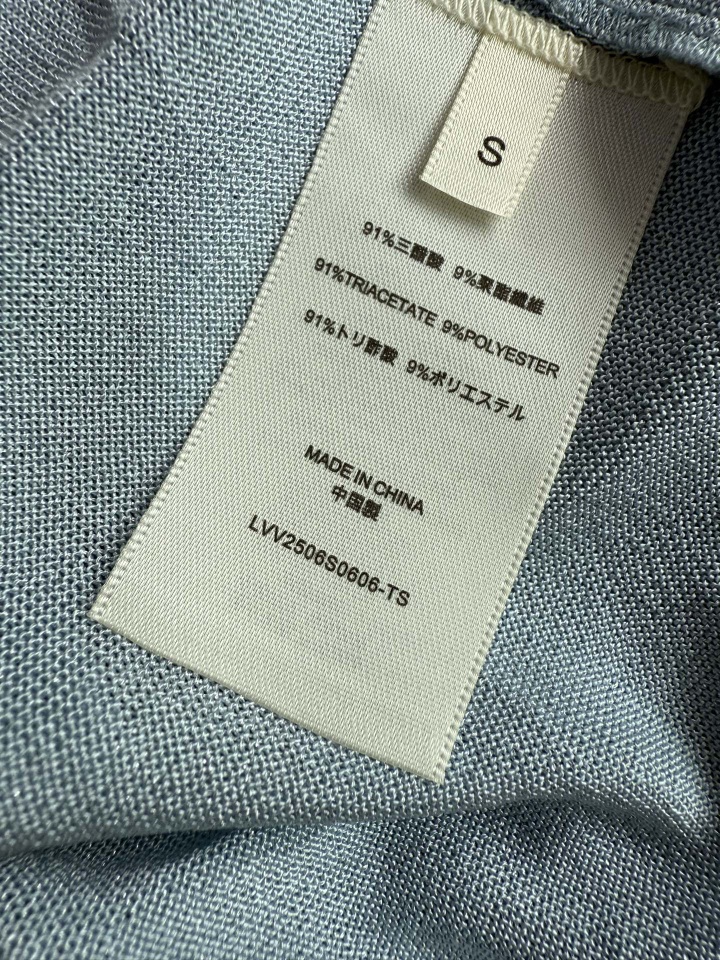 S
91%三醋酸 9%聚酯纖維
91%TRIACETATE 9%POLYESTER
91%トリ酢酸 9%ポリエステル
MADE IN CHINA
中国製
LVV2506S0606-TS